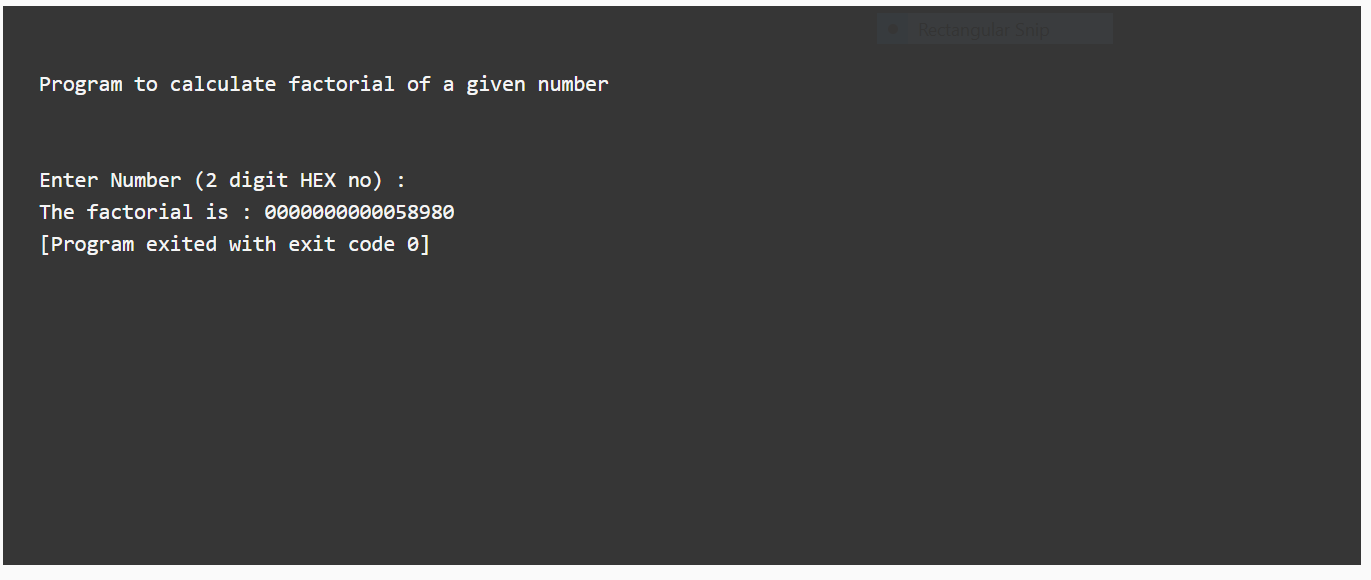 Rectangular Snip
Program to calculate factorial of a given number
Enter Number (2 digit HEX no) :
The factorial is : 0000000000058980
[Program exited with exit code 0]